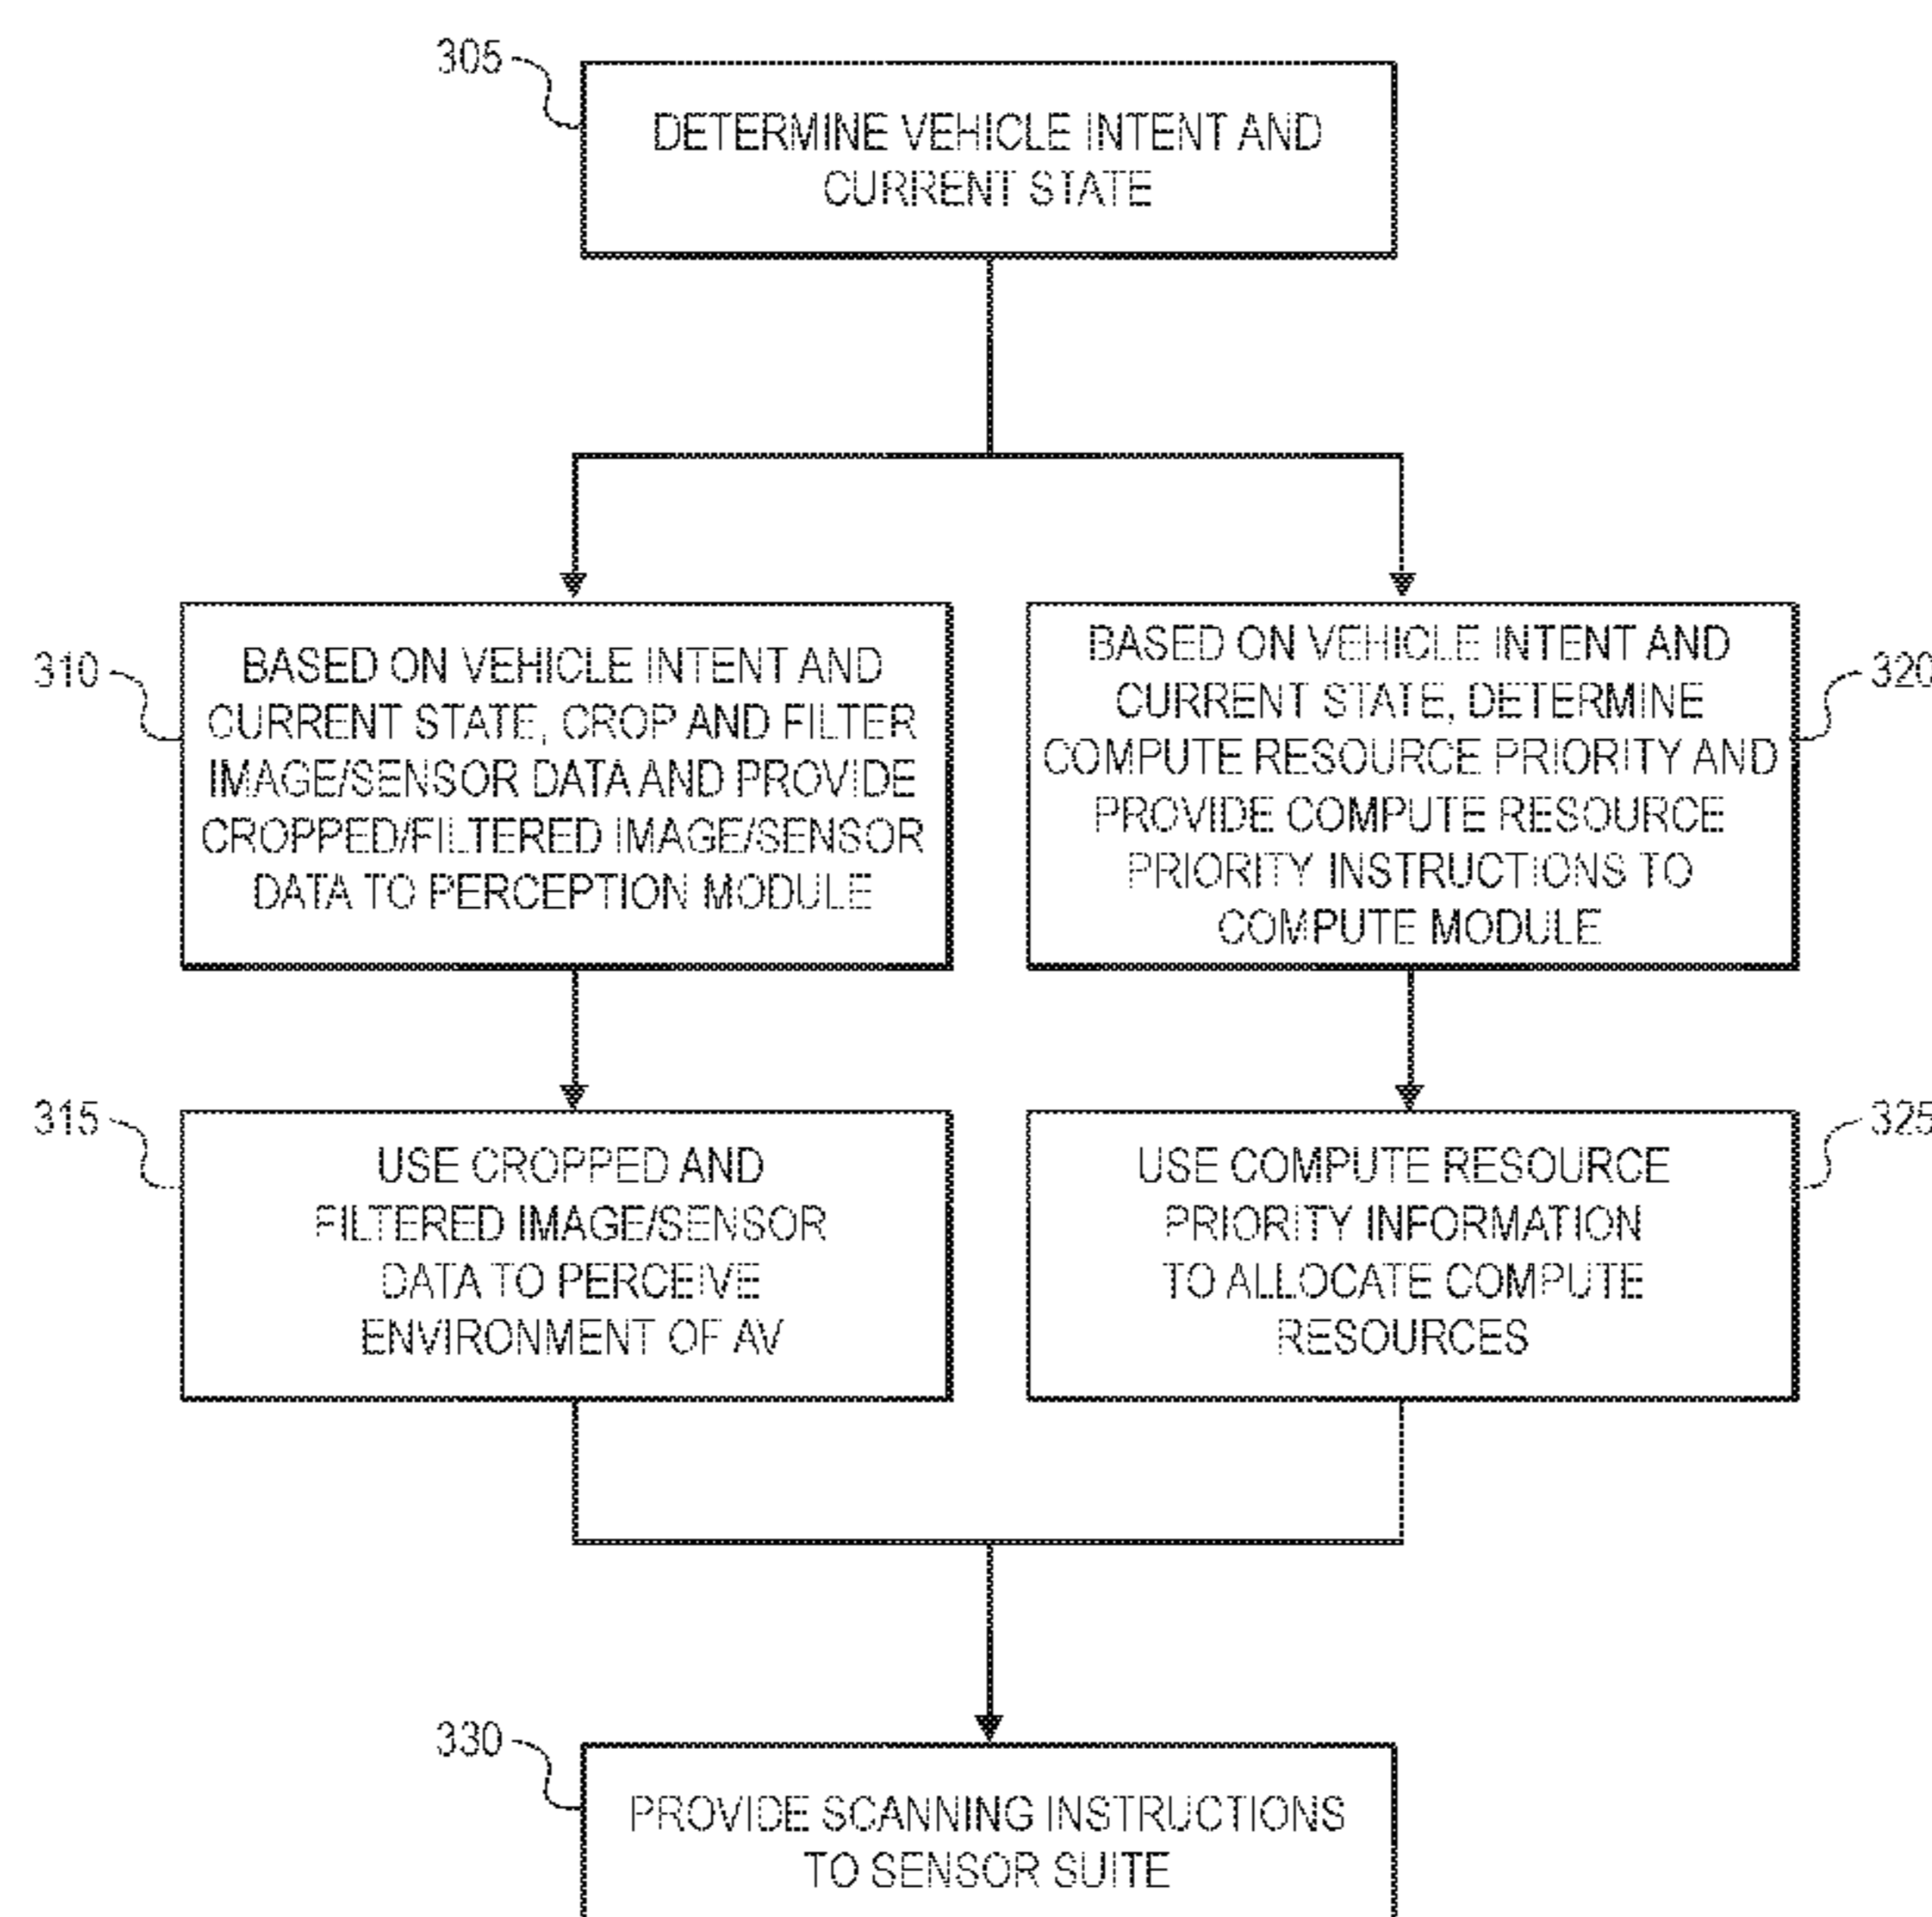 305
DETERMINE VEHICLE INTENT AND
CURRENT STATE
310
BASED ON VEHICLE INTENT AND
CURRENT STATE, CROP AND FILTER
IMAGE/SENSOR DATA AND PROVIDE
CROPPED/FILTERED IMAGE/SENSOR
DATA TO PERCEPTION MODULE
BASED ON VEHICLE INTENT AND
CURRENT STATE, DETERMINE
COMPUTE RESOURCE PRIORITY AND
PROVIDE COMPUTE RESOURCE
PRIORITY INSTRUCTIONS TO
COMPUTE MODULE
320
315
USE CROPPED AND
FILTERED IMAGE/SENSOR
DATA TO PERCEIVE
ENVIRONMENT OF AV
USE COMPUTE RESOURCE
PRIORITY INFORMATION
TO ALLOCATE COMPUTE
RESOURCES
325
330
PROVIDE SCANNING INSTRUCTIONS
TO SENSOR SUITE